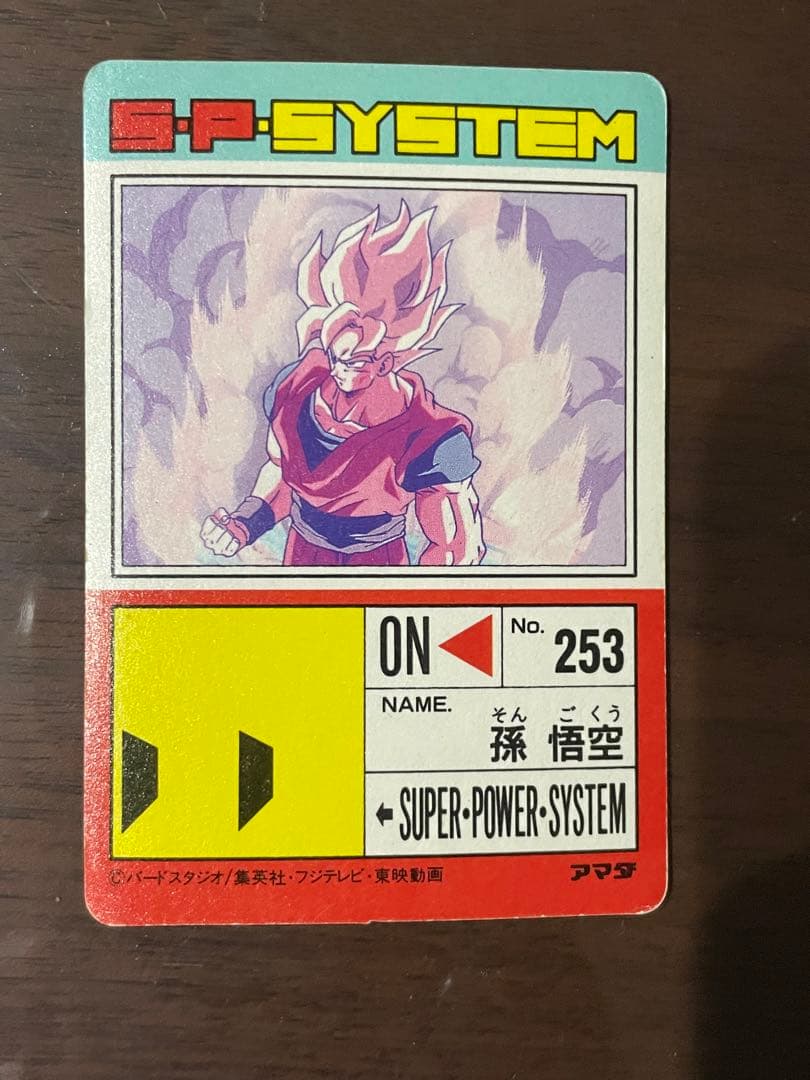 S・P・SYSTEM
ON
No. 253
NAME.
そん ご くう
孫 悟空
SUPER・POWER・SYSTEM
©バードスタジオ/集英社・フジテレビ・東映動画
アマダ